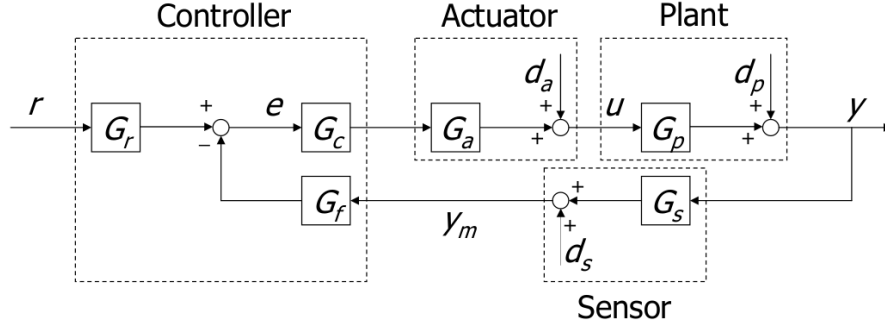 Controller
Actuator
Plant
r
G_r
+
−
e
G_c
G_a
d_a
+
+
u
G_p
d_p
+
+
y
G_f
y_m
+
+
d_s
G_s
Sensor